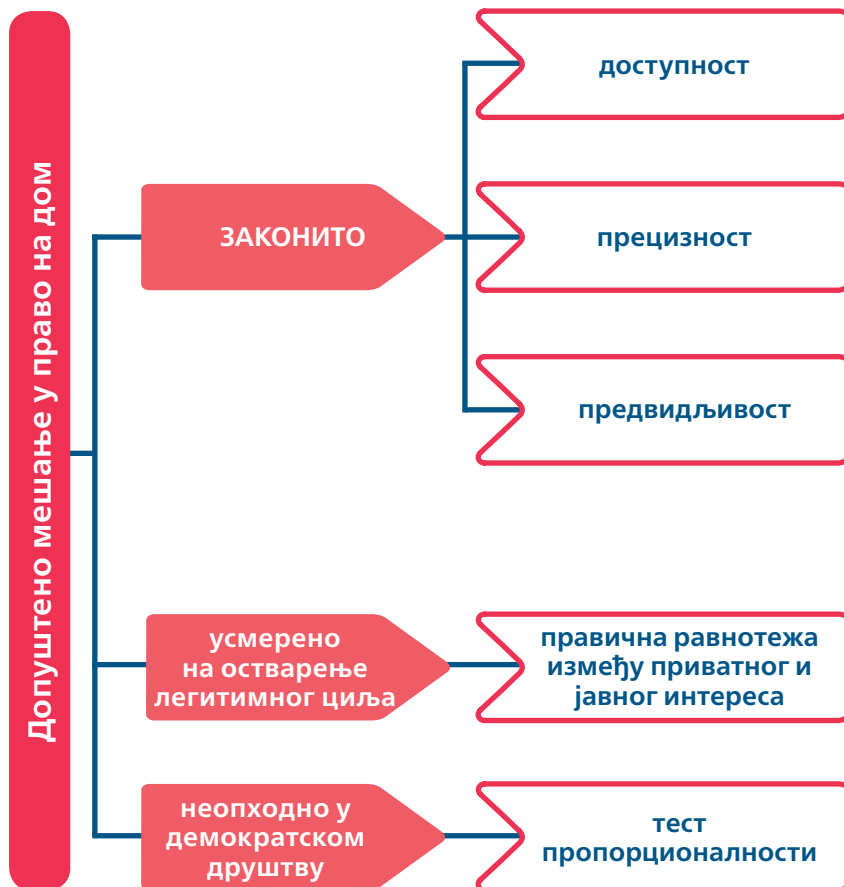 Допуштено мешање у право на дом
ЗАКОНИТО
доступност
прецизност
предвидљивост
усмерено
на остварење
легитимног циља
правична равнотежа
између приватног и
јавног интереса
неопходно у
демократском
друштву
тест
пропорционалности